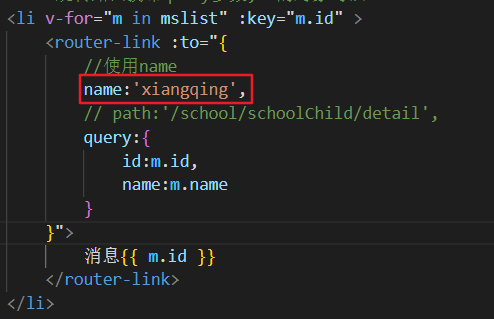 <li v-for="m in mslist" :key="m.id" >
<router-link :to="{
//使用name
name:'xiangqing',
// path:'/school/schoolChild/detail',
query:{
id:m.id,
name:m.name
}
}">
消息{{ m.id }}
</router-link>
</li>